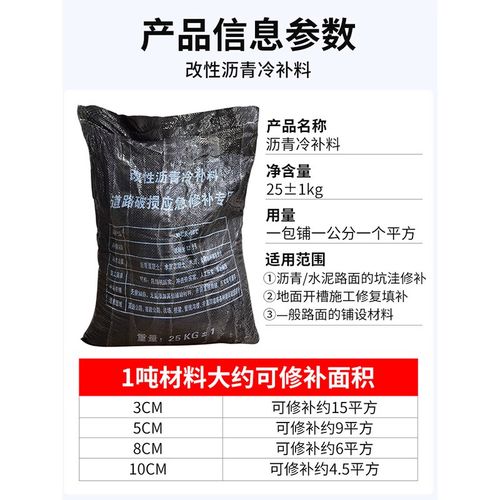 产品信息参数
改性沥青冷补料
改性沥青冷补料
道路破损应急修补专用
重量：25KG±1
产品名称
沥青冷补料
净含量
25±1kg
用量
一包铺一公分一个平方
适用范围
①沥青/水泥路面的坑洼修补
②地面开槽施工修复填补
③一般路面的铺设材料
1吨材料大约可修补面积
3CM 可修补约15平方
5CM 可修补约9平方
8CM 可修补约6平方
10CM 可修补约4.5平方